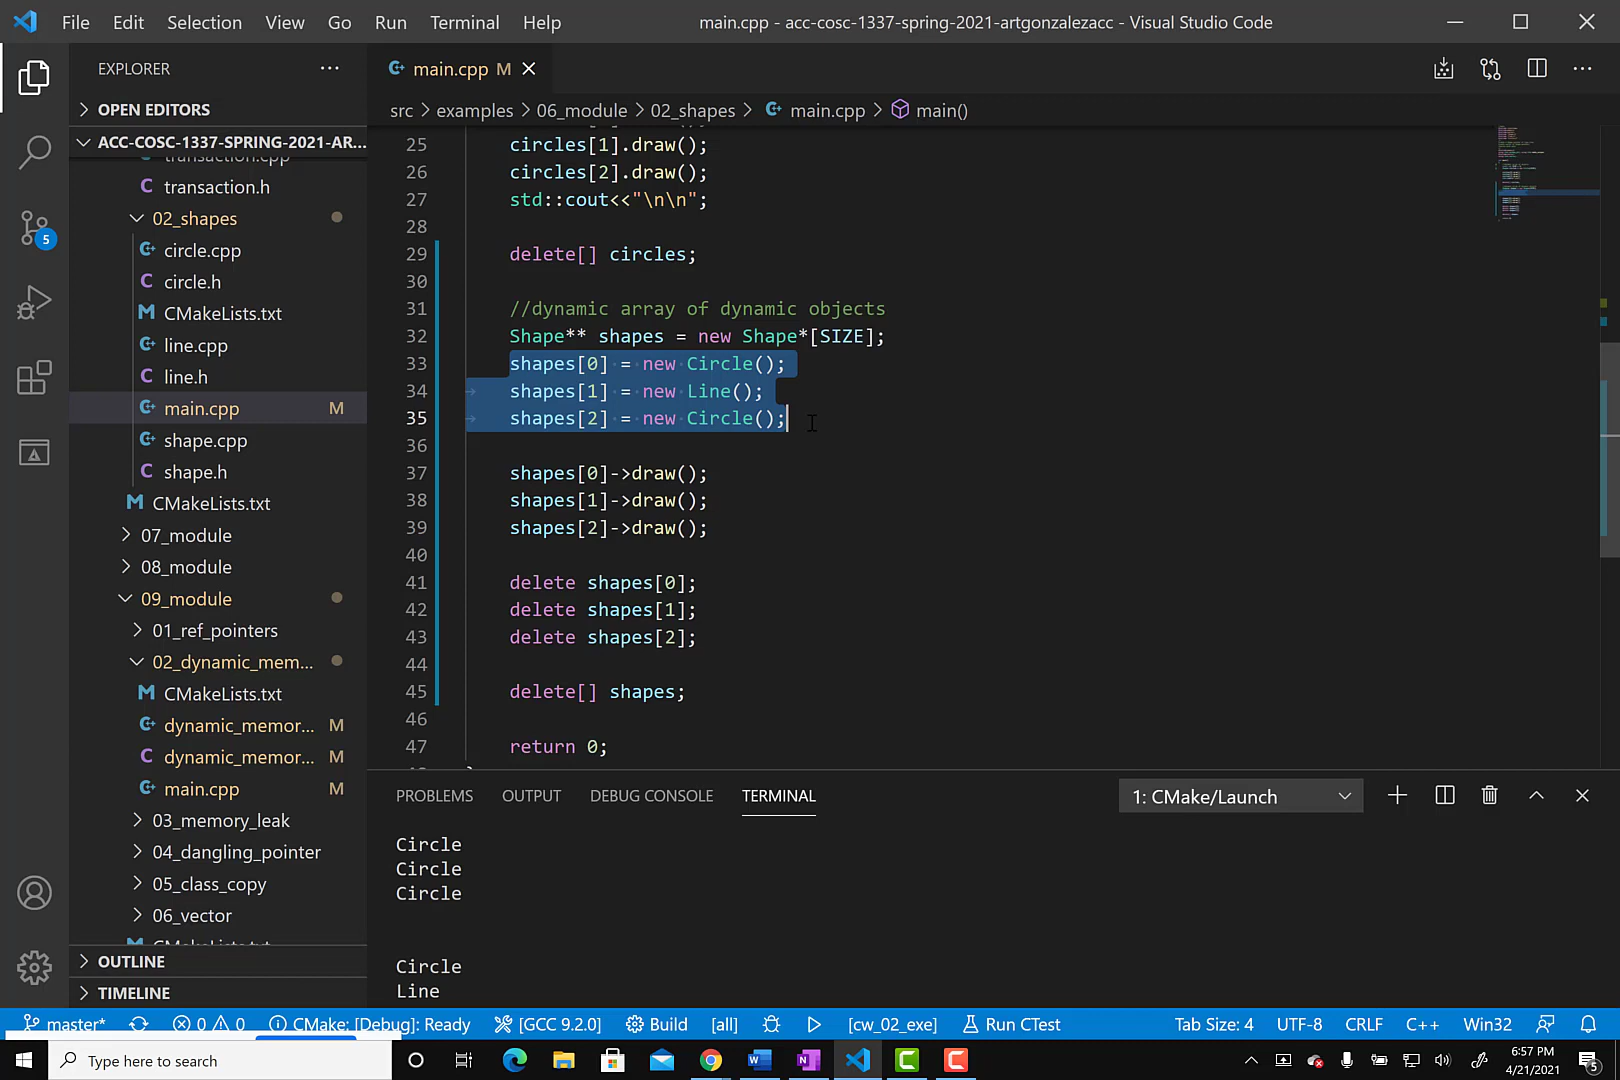 File Edit Selection View Go Run Terminal Help
main.cpp - acc-cosc-1337-spring-2021-artgonzalezacc - Visual Studio Code
EXPLORER
OPEN EDITORS
ACC-COSC-1337-SPRING-2021-AR...
transaction.cpp
transaction.h
02_shapes
circle.cpp
circle.h
CMakeLists.txt
line.cpp
line.h
main.cpp M
shape.cpp
shape.h
CMakeLists.txt
07_module
08_module
09_module
01_ref_pointers
02_dynamic_mem...
CMakeLists.txt
dynamic_memor... M
dynamic_memor... M
main.cpp M
03_memory_leak
04_dangling_pointer
05_class_copy
06_vector
CMakeLists.txt
OUTLINE
TIMELINE
5
main.cpp M
src > examples > 06_module > 02_shapes > main.cpp > main()
25 circles[1].draw();
26 circles[2].draw();
27 std::cout<<"\n\n";
28
29 delete[] circles;
30
31 //dynamic array of dynamic objects
32 Shape** shapes = new Shape*[SIZE];
33 shapes[0] = new Circle();
34 shapes[1] = new Line();
35 shapes[2] = new Circle();
36
37 shapes[0]->draw();
38 shapes[1]->draw();
39 shapes[2]->draw();
40
41 delete shapes[0];
42 delete shapes[1];
43 delete shapes[2];
44
45 delete[] shapes;
46
47 return 0;
PROBLEMS OUTPUT DEBUG CONSOLE TERMINAL
1: CMake/Launch
Circle
Circle
Circle
Circle
Line
master* 0 0 CMake: [Debug]: Ready [GCC 9.2.0] Build [all] [cw_02_exe] Run CTest Tab Size: 4 UTF-8 CRLF C++ Win32
Type here to search
6:57 PM
4/21/2021
5